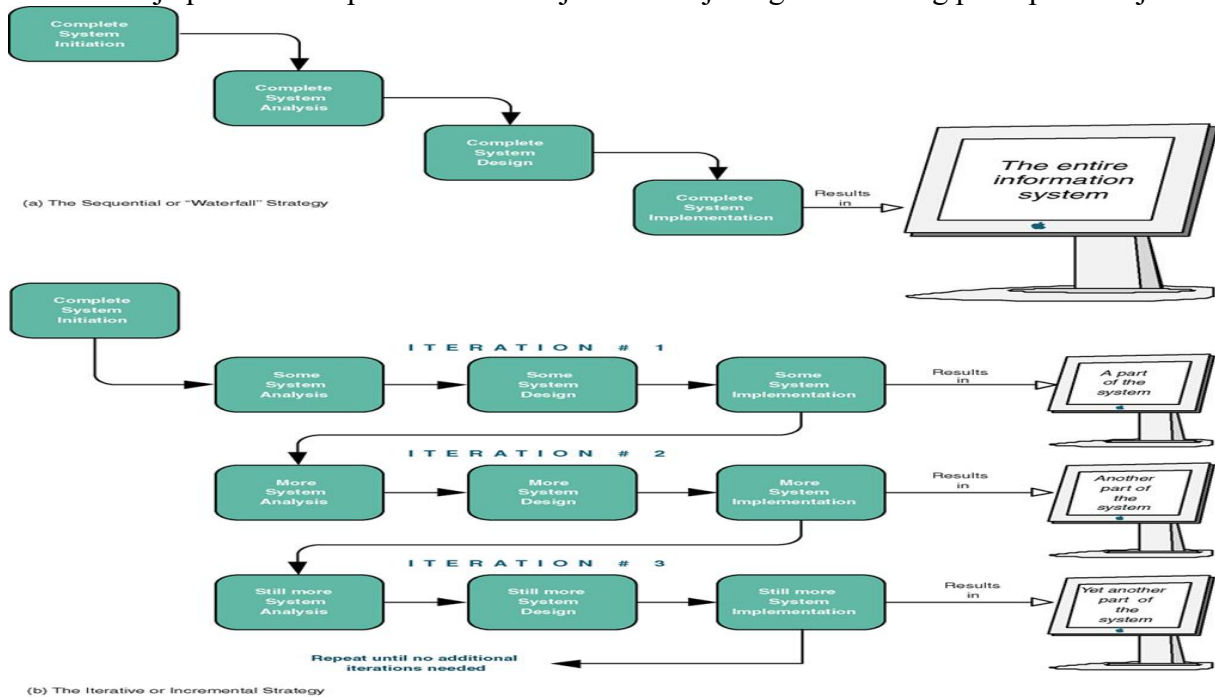 Complete
System
Initiation
Complete
System
Analysis
Complete
System
Design
Complete
System
Implementation
Results
in
The entire
information
system
(a) The Sequential or “Waterfall” Strategy
Complete
System
Initiation
ITERATION # 1
Some
System
Analysis
Some
System
Design
Some
System
Implementation
Results
in
A part
of the
system
ITERATION # 2
More
System
Analysis
More
System
Design
More
System
Implementation
Results
in
Another
part of
the
system
ITERATION # 3
Still more
System
Analysis
Still more
System
Design
Still more
System
Implementation
Results
in
Yet another
part of
the
system
Repeat until no additional
iterations needed
(b) The Iterative or Incremental Strategy